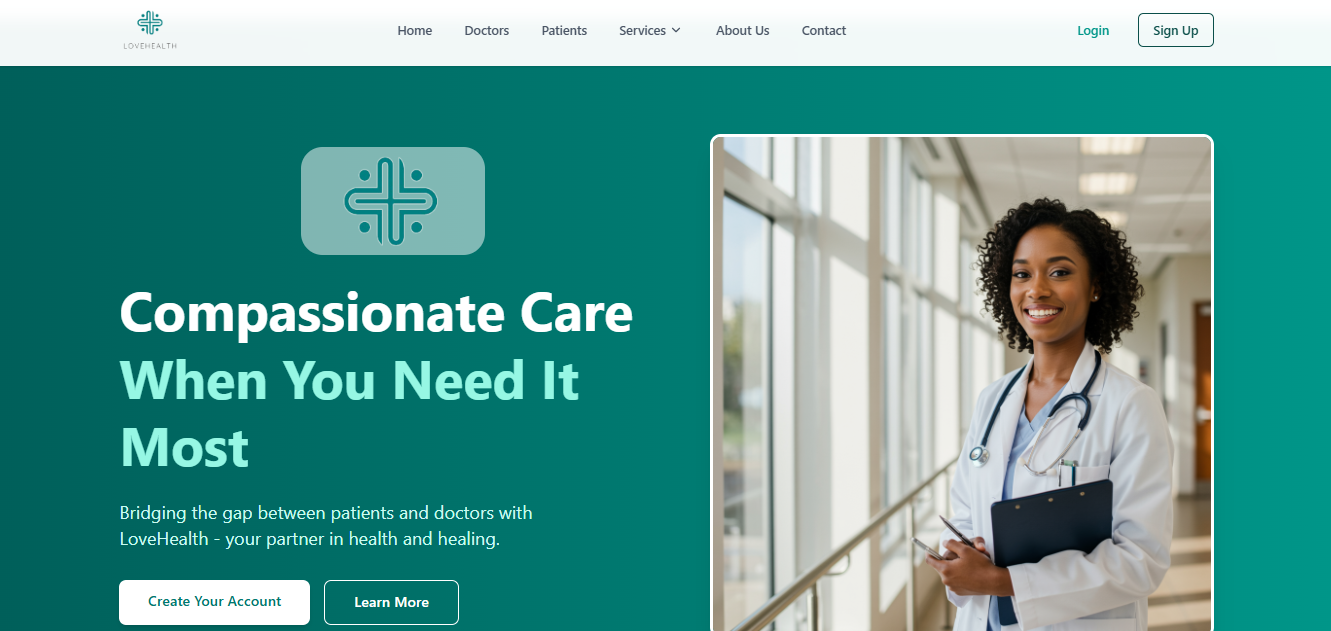 LOVEHEALTH
Home
Doctors
Patients
Services
About Us
Contact
Login
Sign Up
Compassionate Care
When You Need It
Most
Bridging the gap between patients and doctors with
LoveHealth - your partner in health and healing.
Create Your Account
Learn More